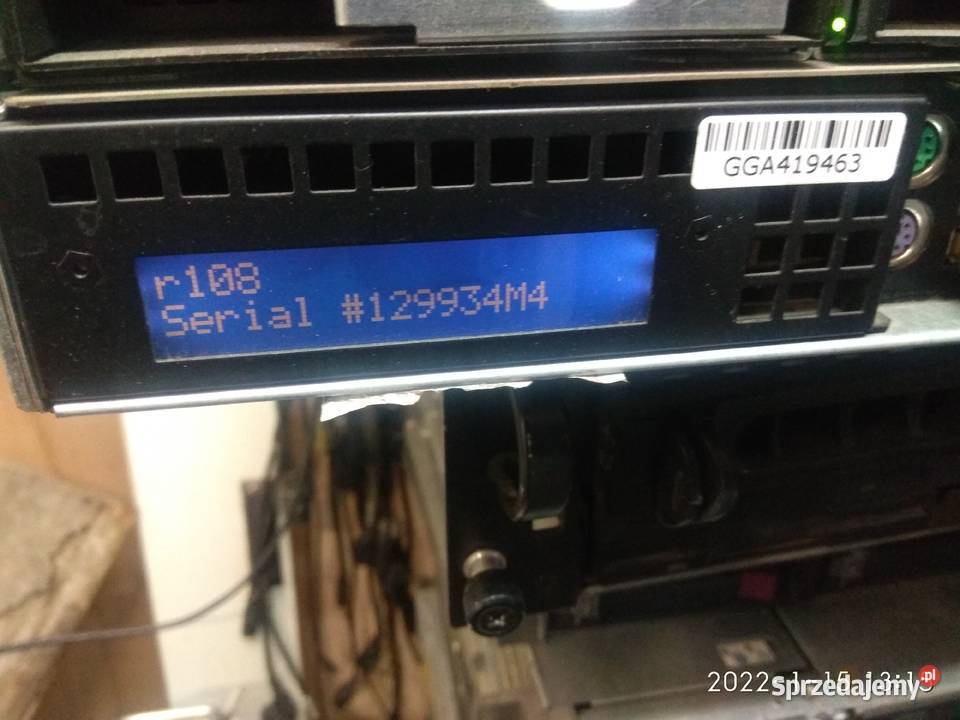 GGA419463
r108
Serial #129934M4
Sprzedajemy.pl